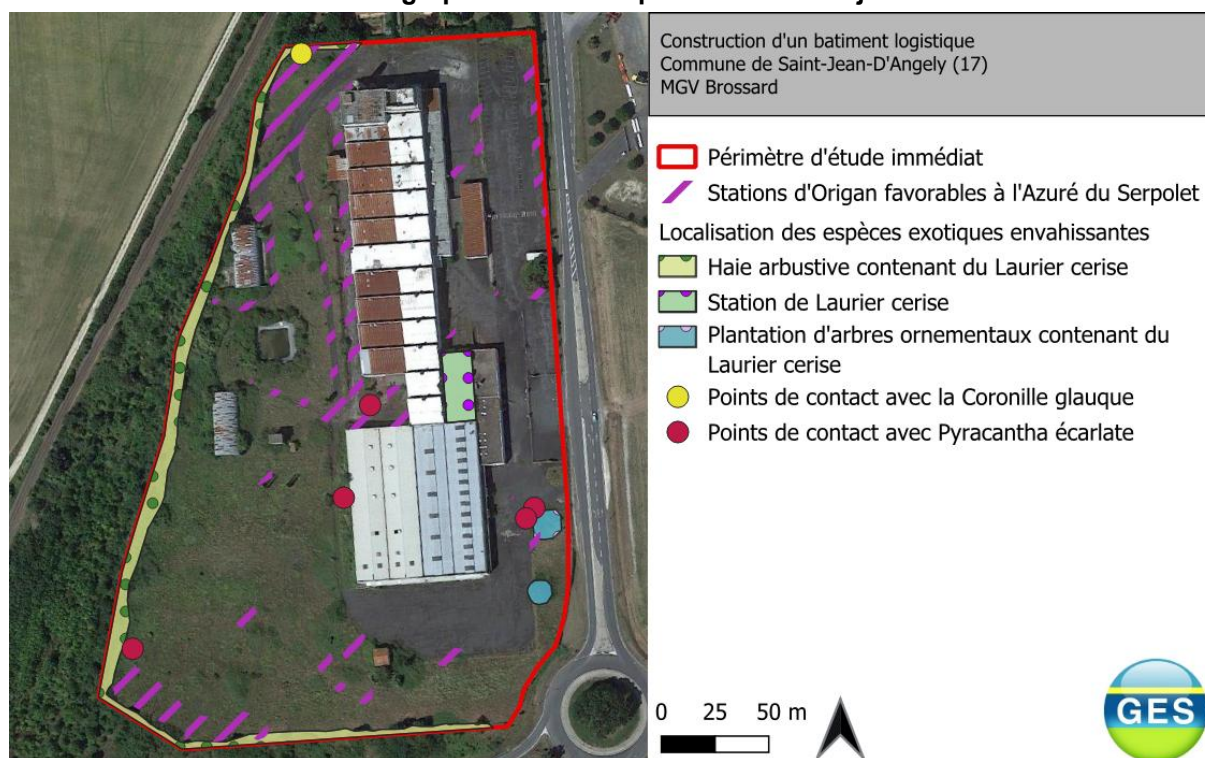 Construction d'un batiment logistique
Commune de Saint-Jean-D'Angely (17)
MGV Brossard
Périmètre d'étude immédiat
Stations d'Origan favorables à l'Azuré du Serpolet
Localisation des espèces exotiques envahissantes
Haie arbustive contenant du Laurier cerise
Station de Laurier cerise
Plantation d'arbres ornementaux contenant du
Laurier cerise
Points de contact avec la Coronille glauque
Points de contact avec Pyracantha écarlate
0 25 50 m
GES